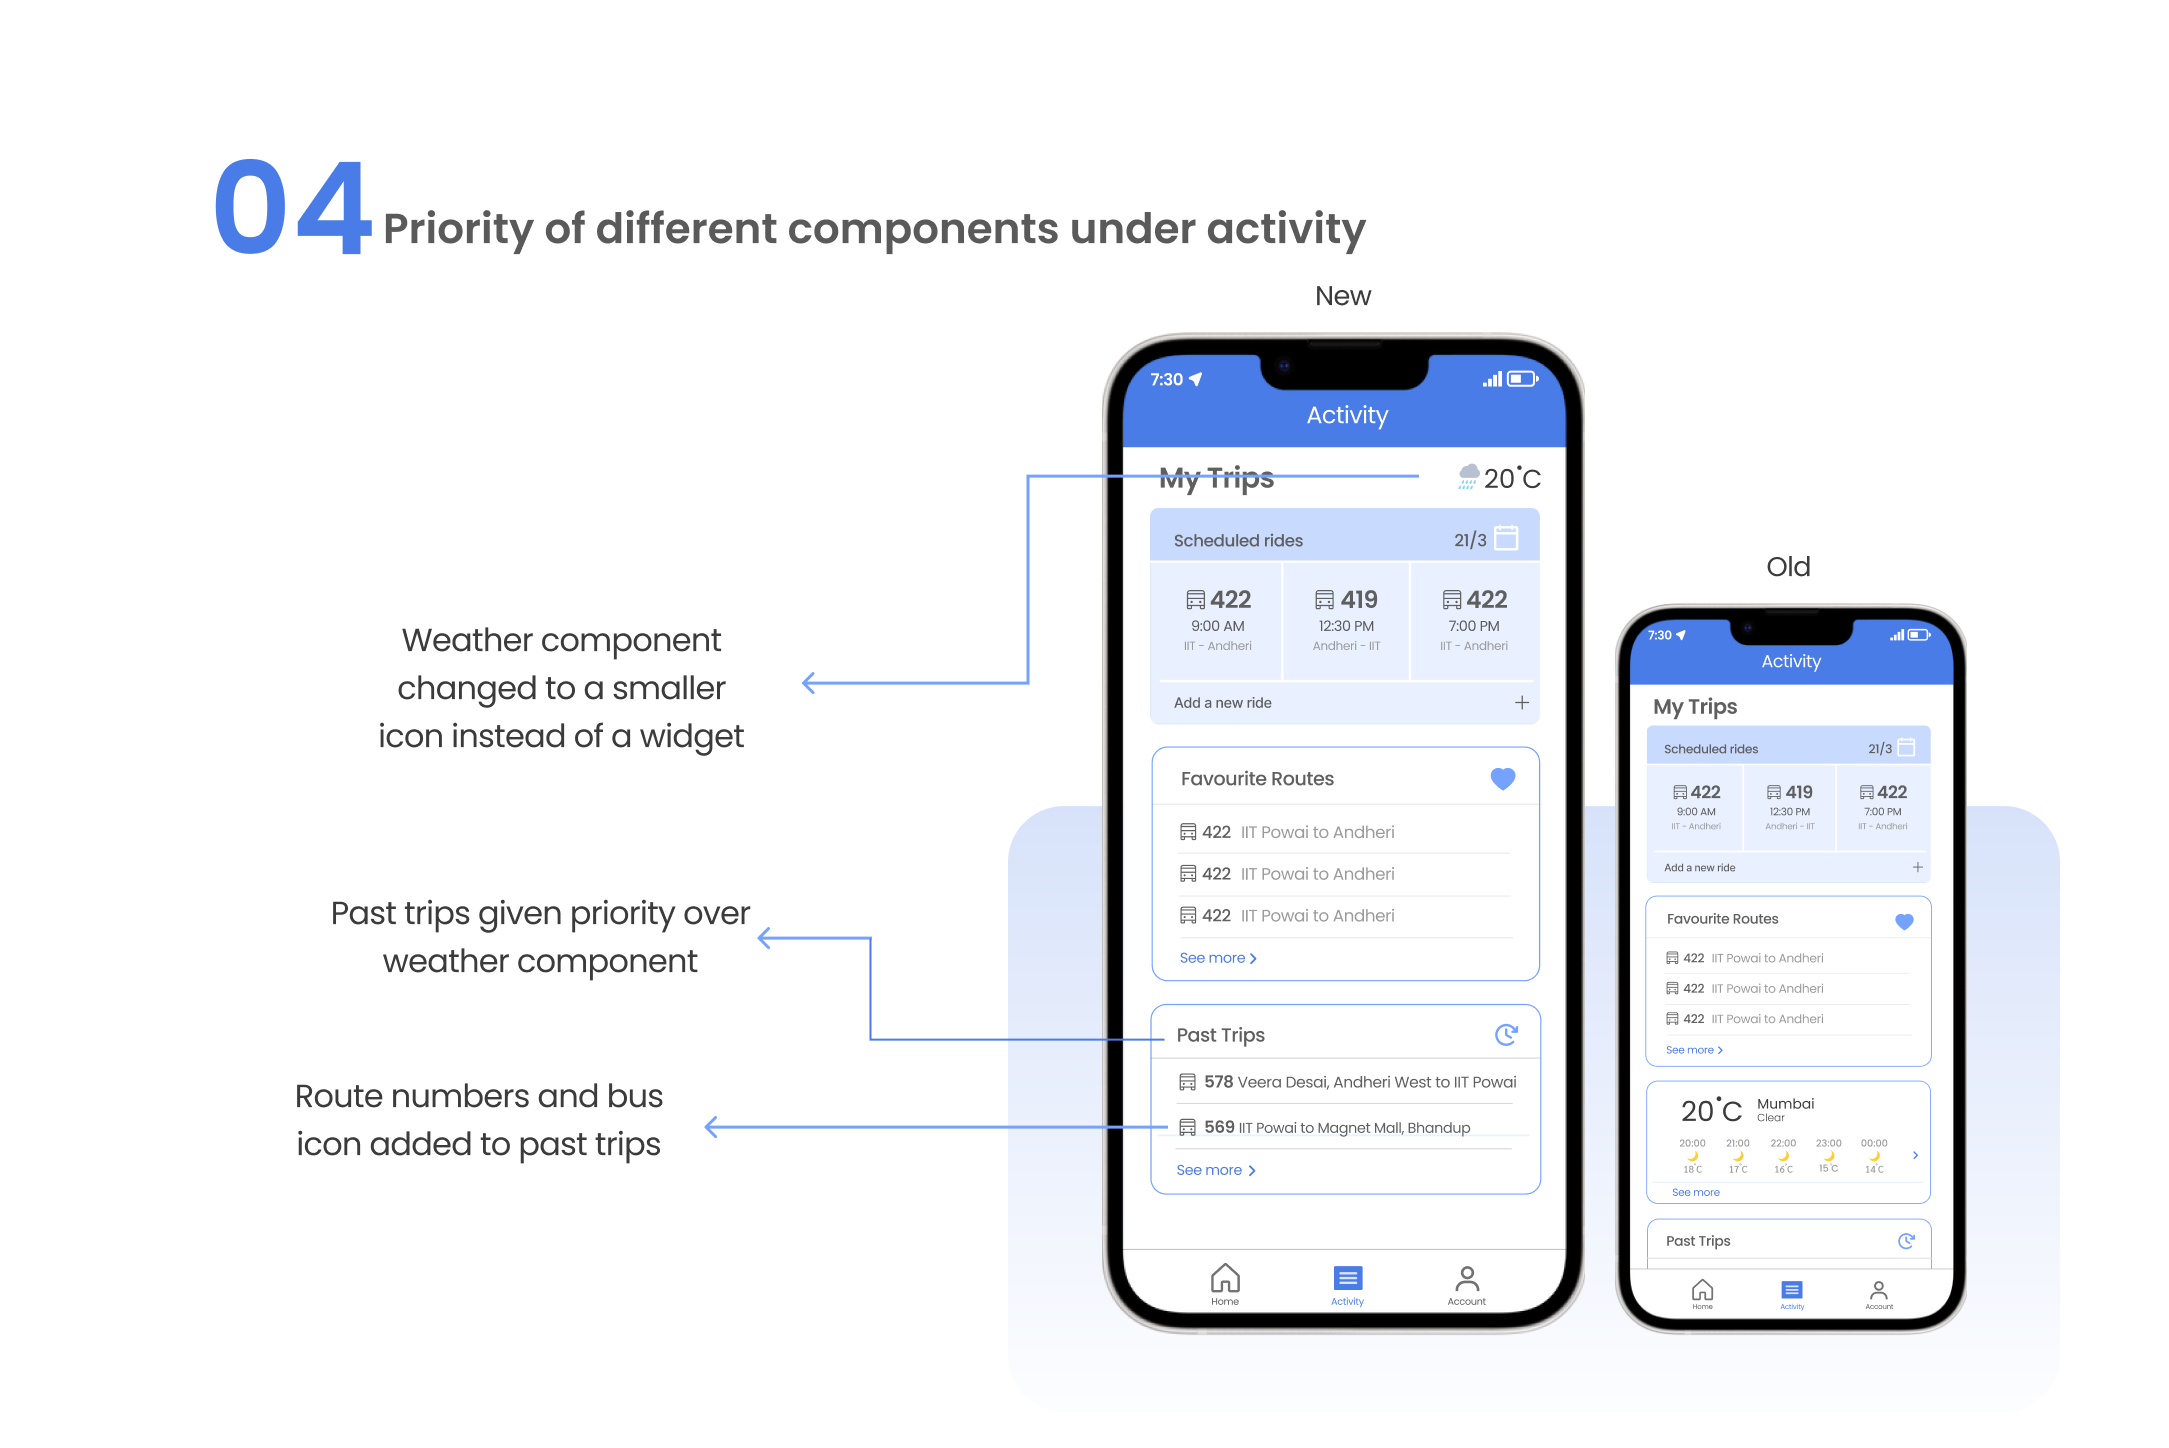 04 Priority of different components under activity
New
7:30
Activity
My Trips
20°C
Scheduled rides
21/3
422
9:00 AM
IIT - Andheri
419
12:30 PM
Andheri - IIT
422
7:00 PM
IIT - Andheri
Add a new ride
+
Favourite Routes
422 IIT Powai to Andheri
422 IIT Powai to Andheri
422 IIT Powai to Andheri
See more >
Past Trips
578 Veera Desai, Andheri West to IIT Powai
569 IIT Powai to Magnet Mall, Bhandup
See more >
Home
Activity
Account
Weather component
changed to a smaller
icon instead of a widget
Past trips given priority over
weather component
Route numbers and bus
icon added to past trips
Old
7:30
Activity
My Trips
Scheduled rides
21/3
422
9:00 AM
IIT - Andheri
419
12:30 PM
Andheri - IIT
422
7:00 PM
IIT - Andheri
Add a new ride
+
Favourite Routes
422 IIT Powai to Andheri
422 IIT Powai to Andheri
422 IIT Powai to Andheri
See more >
20°C
Mumbai
Clear
20:00 21:00 22:00 23:00 00:00
18°C 17°C 16°C 15°C 14°C
See more
Past Trips
Home
Activity
Account